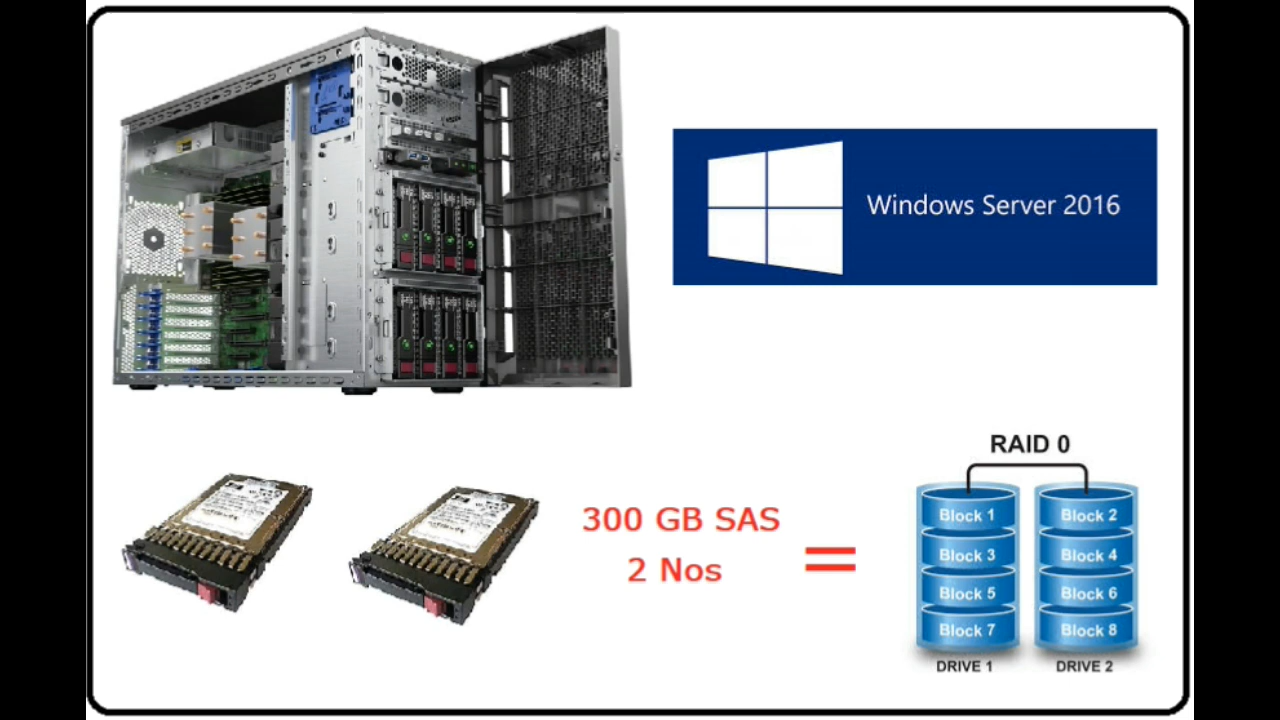 Windows Server 2016
300 GB SAS
2 Nos
=
RAID 0
Block 1
Block 2
Block 3
Block 4
Block 5
Block 6
Block 7
Block 8
DRIVE 1
DRIVE 2